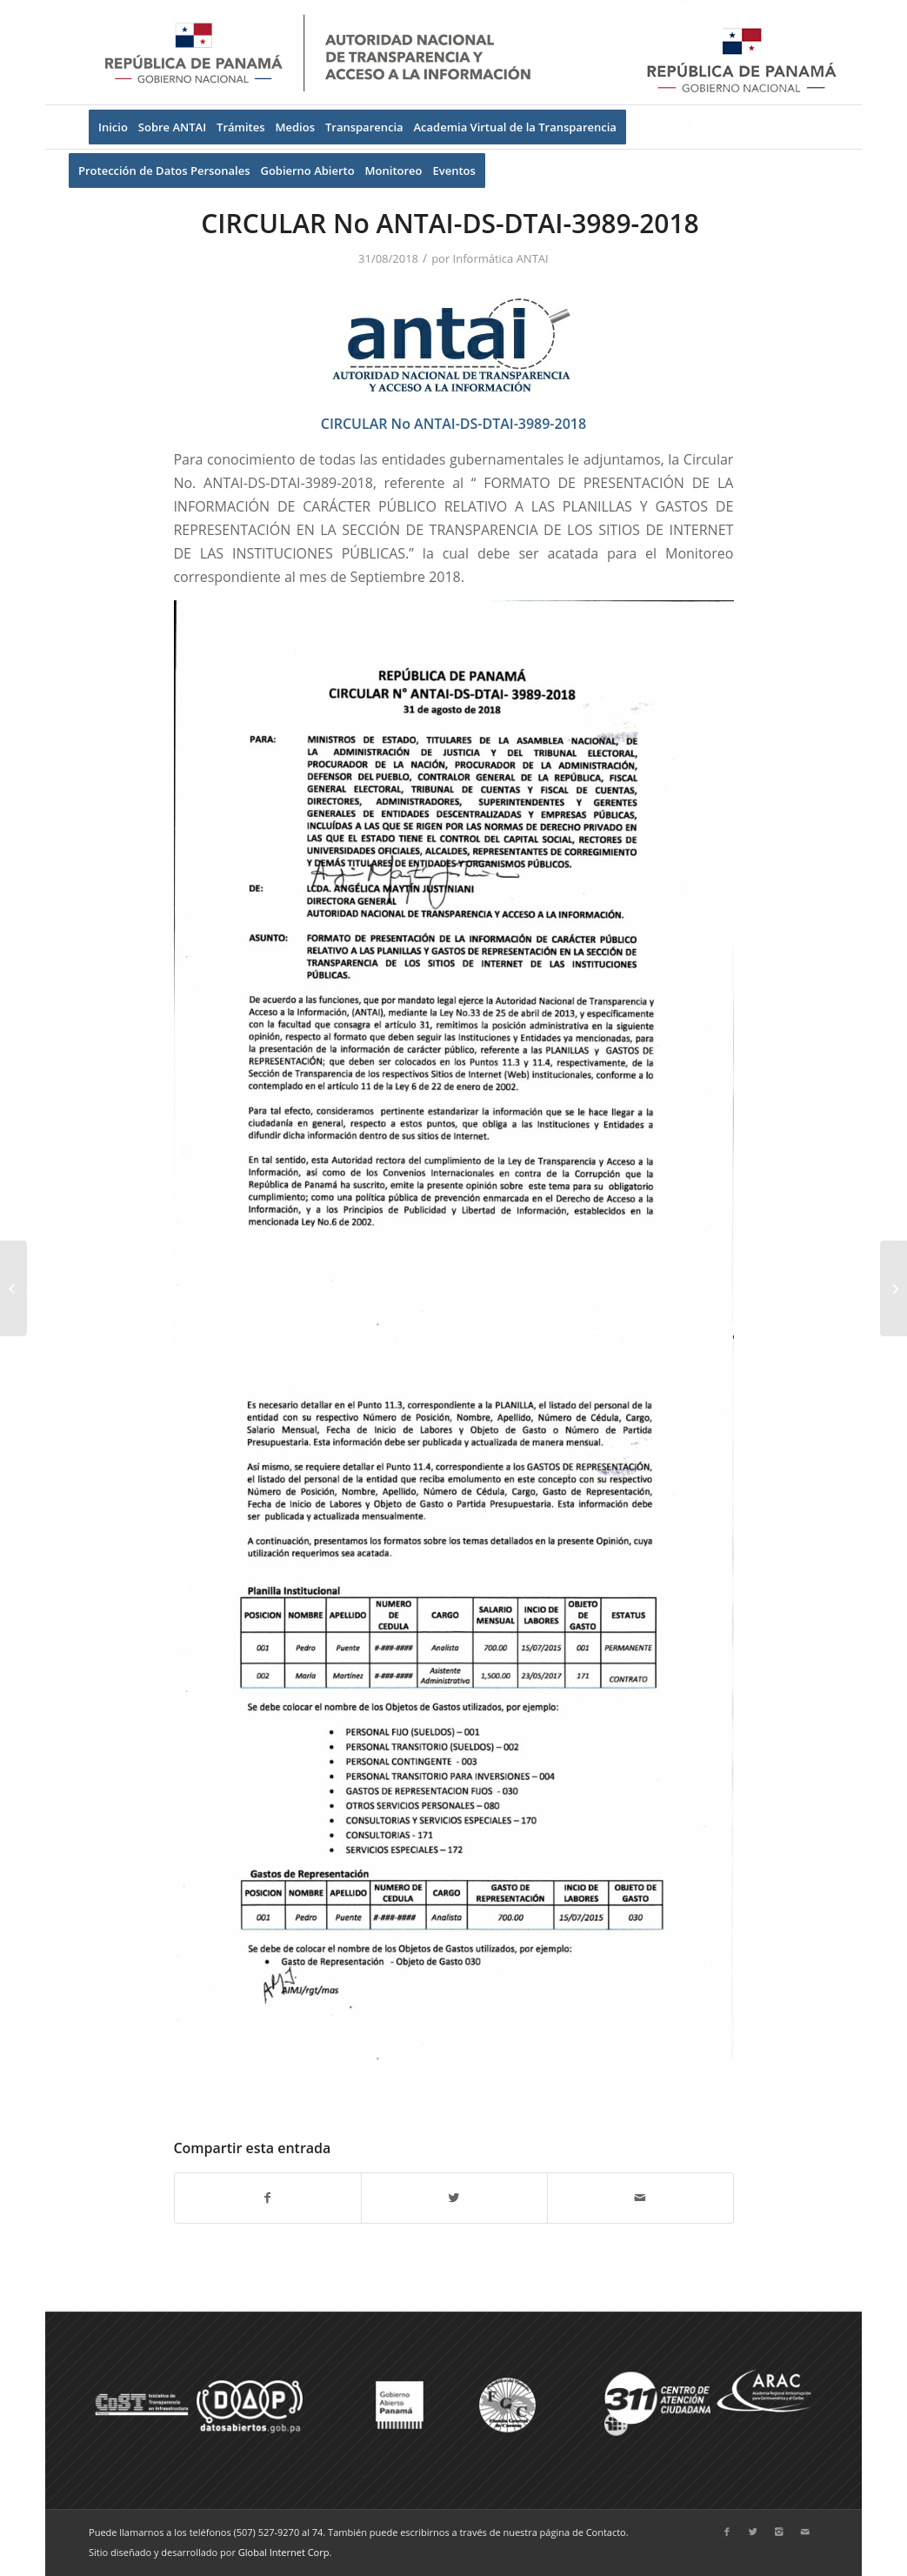 REPÚBLICA DE PANAMÁ
GOBIERNO NACIONAL
AUTORIDAD NACIONAL
DE TRANSPARENCIA Y
ACCESO A LA INFORMACIÓN
REPÚBLICA DE PANAMÁ
GOBIERNO NACIONAL
Inicio Sobre ANTAI Trámites Medios Transparencia Academia Virtual de la Transparencia
Protección de Datos Personales Gobierno Abierto Monitoreo Eventos
CIRCULAR No ANTAI-DS-DTAI-3989-2018
31/08/2018 / por Informática ANTAI
antai
AUTORIDAD NACIONAL DE TRANSPARENCIA
Y ACCESO A LA INFORMACIÓN
CIRCULAR No ANTAI-DS-DTAI-3989-2018
Para conocimiento de todas las entidades gubernamentales le adjuntamos, la Circular
No. ANTAI-DS-DTAI-3989-2018, referente al “ FORMATO DE PRESENTACIÓN DE LA
INFORMACIÓN DE CARÁCTER PÚBLICO RELATIVO A LAS PLANILLAS Y GASTOS DE
REPRESENTACIÓN EN LA SECCIÓN DE TRANSPARENCIA DE LOS SITIOS DE INTERNET
DE LAS INSTITUCIONES PÚBLICAS.” la cual debe ser acatada para el Monitoreo
correspondiente al mes de Septiembre 2018.
REPÚBLICA DE PANAMÁ
CIRCULAR N° ANTAI-DS-DTAI- 3989-2018
31 de agosto de 2018
PARA: MINISTROS DE ESTADO, TITULARES DE LA ASAMBLEA NACIONAL, DE
LA ADMINISTRACIÓN DE JUSTICIA Y DEL TRIBUNAL ELECTORAL,
PROCURADOR DE LA NACIÓN, PROCURADOR DE LA ADMINISTRACIÓN,
DEFENSOR DEL PUEBLO, CONTRALOR GENERAL DE LA REPÚBLICA, FISCAL
GENERAL ELECTORAL, TRIBUNAL DE CUENTAS Y FISCAL DE CUENTAS,
DIRECTORES, ADMINISTRADORES, SUPERINTENDENTES Y GERENTES
GENERALES DE ENTIDADES DESCENTRALIZADAS Y EMPRESAS PÚBLICAS,
INCLUÍDAS A LAS QUE SE RIGEN POR LAS NORMAS DE DERECHO PRIVADO EN
LAS QUE EL ESTADO TIENE EL CONTROL DEL CAPITAL SOCIAL, RECTORES DE
UNIVERSIDADES OFICIALES, ALCALDES, REPRESENTANTES DE CORREGIMIENTO
Y DEMÁS TITULARES DE ENTIDADES Y ORGANISMOS PÚBLICOS.
DE: LCDA. ANGÉLICA MAYTÍN JUSTINIANI
DIRECTORA GENERAL
AUTORIDAD NACIONAL DE TRANSPARENCIA Y ACCESO A LA INFORMACIÓN.
ASUNTO: FORMATO DE PRESENTACIÓN DE LA INFORMACIÓN DE CARÁCTER PÚBLICO
RELATIVO A LAS PLANILLAS Y GASTOS DE REPRESENTACIÓN EN LA SECCIÓN DE
TRANSPARENCIA DE LOS SITIOS DE INTERNET DE LAS INSTITUCIONES
PÚBLICAS.
De acuerdo a las funciones, que por mandato legal ejerce la Autoridad Nacional de Transparencia y
Acceso a la Información, (ANTAI), mediante la Ley No.33 de 25 de abril de 2013, y específicamente
con la facultad que consagra el artículo 31, remitimos la posición administrativa en la siguiente
opinión, respecto al formato que deben seguir las Instituciones y Entidades ya mencionadas, para
la presentación de la información de carácter público, referente a las PLANILLAS y GASTOS DE
REPRESENTACIÓN; que deben ser colocados en los Puntos 11.3 y 11.4, respectivamente, de la
Sección de Transparencia de los respectivos Sitios de Internet (Web) institucionales, conforme a lo
contemplado en el artículo 11 de la Ley 6 de 22 de enero de 2002.
Para tal efecto, consideramos pertinente estandarizar la información que se le hace llegar a la
ciudadanía en general, respecto a estos puntos, que obliga a las Instituciones y Entidades a
difundir dicha información dentro de sus sitios de Internet.
En tal sentido, esta Autoridad rectora del cumplimiento de la Ley de Transparencia y Acceso a la
Información, así como de los Convenios Internacionales en contra de la Corrupción que la
República de Panamá ha suscrito, emite la presente opinión sobre este tema para su obligatorio
cumplimiento; como una política pública de prevención enmarcada en el Derecho de Acceso a la
Información, y a los Principios de Publicidad y Libertad de Información, establecidos en la
mencionada Ley No.6 de 2002.
Es necesario detallar en el Punto 11.3, correspondiente a la PLANILLA, el listado del personal de la
entidad con su respectivo Número de Posición, Nombre, Apellido, Número de Cédula, Cargo,
Salario Mensual, Fecha de Inicio de Labores y Objeto de Gasto o Número de Partida
Presupuestaria. Esta información debe ser publicada y actualizada de manera mensual.
Así mismo, se requiere detallar el Punto 11.4, correspondiente a los GASTOS DE REPRESENTACIÓN,
el listado del personal de la entidad que reciba emolumento en este concepto con su respectivo
Número de Posición, Nombre, Apellido, Número de Cédula, Cargo, Gasto de Representación,
Fecha de Inicio de Labores y Objeto de Gasto o Partida Presupuestaria. Esta información debe
ser publicada y actualizada mensualmente.
A continuación, presentamos los formatos sobre los temas detallados en la presente Opinión, cuya
utilización requerimos sea acatada.
Planilla Institucional
POSICION NOMBRE APELLIDO NUMERO DE CEDULA CARGO SALARIO MENSUAL INCIO DE LABORES OBJETO DE GASTO ESTATUS
001 Pedro Puente #-###-#### Analista 700.00 15/07/2015 001 PERMANENTE
002 María Martínez #-###-#### Asistente Administrativa 1,500.00 23/05/2017 171 CONTRATO
Se debe colocar el nombre de los Objetos de Gastos utilizados, por ejemplo:
• PERSONAL FIJO (SUELDOS) – 001
• PERSONAL TRANSITORIO (SUELDOS) – 002
• PERSONAL CONTINGENTE - 003
• PERSONAL TRANSITORIO PARA INVERSIONES – 004
• GASTOS DE REPRESENTACION FIJOS - 030
• OTROS SERVICIOS PERSONALES – 080
• CONSULTORIAS Y SERVICIOS ESPECIALES – 170
• CONSULTORIAS - 171
• SERVICIOS ESPECIALES – 172
Gastos de Representación
POSICION NOMBRE APELLIDO NUMERO DE CEDULA CARGO GASTO DE REPRESENTACIÓN INCIO DE LABORES OBJETO DE GASTO
001 Pedro Puente #-###-#### Analista 700.00 15/07/2015 030
Se debe de colocar el nombre de los Objetos de Gastos utilizados, por ejemplo:
• Gasto de Representación - Objeto de Gasto 030
AMJ/rgt/mas
Compartir esta entrada
CoST Iniciativa de Transparencia en Infraestructura
DAP
datosabiertos.gob.pa
Gobierno
Abierto
Panamá
311 CENTRO DE
ATENCIÓN
CIUDADANA
ARAC
Puede llamarnos a los teléfonos (507) 527-9270 al 74. También puede escribirnos a través de nuestra página de Contacto.
Sitio diseñado y desarrollado por Global Internet Corp.